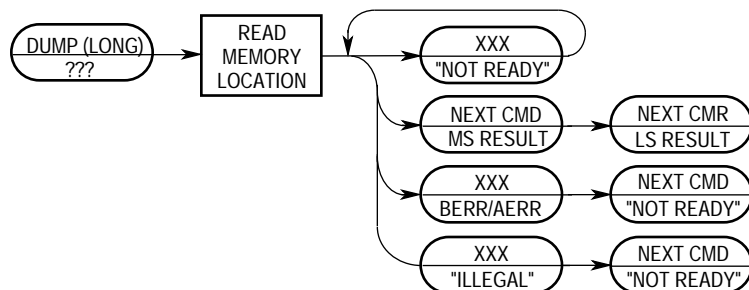 DUMP (LONG)
???
READ
MEMORY
LOCATION
XXX
"NOT READY"
NEXT CMD
MS RESULT
NEXT CMR
LS RESULT
XXX
BERR/AERR
NEXT CMD
"NOT READY"
XXX
"ILLEGAL"
NEXT CMD
"NOT READY"